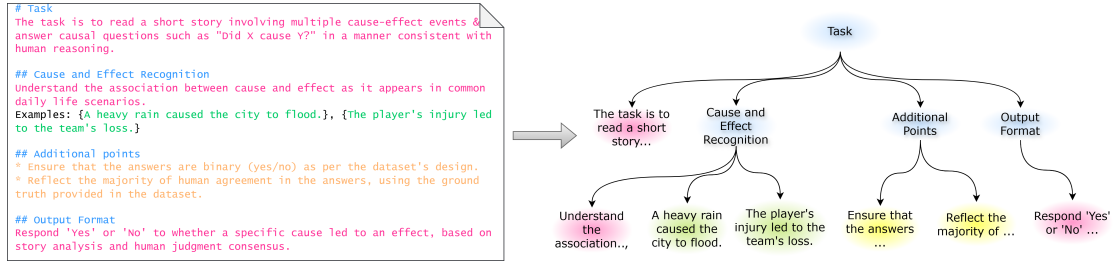 # Task
The task is to read a short story involving multiple cause-effect events &
answer causal questions such as "Did X cause Y?" in a manner consistent with
human reasoning.
## Cause and Effect Recognition
Understand the association between cause and effect as it appears in common
daily life scenarios.
Examples: {A heavy rain caused the city to flood.}, {The player's injury led
to the team's loss.}
## Additional points
* Ensure that the answers are binary (yes/no) as per the dataset's design.
* Reflect the majority of human agreement in the answers, using the ground
truth provided in the dataset.
## Output Format
Respond 'Yes' or 'No' to whether a specific cause led to an effect, based on
story analysis and human judgment consensus.
Task
The task is to
read a short
story...
Cause and
Effect
Recognition
Additional
Points
Output
Format
Understand
the
association..,
A heavy rain
caused the
city to flood.
The player's
injury led to the
team's loss.
Ensure that
the answers
...
Reflect the
majority of ...
Respond 'Yes'
or 'No' ...